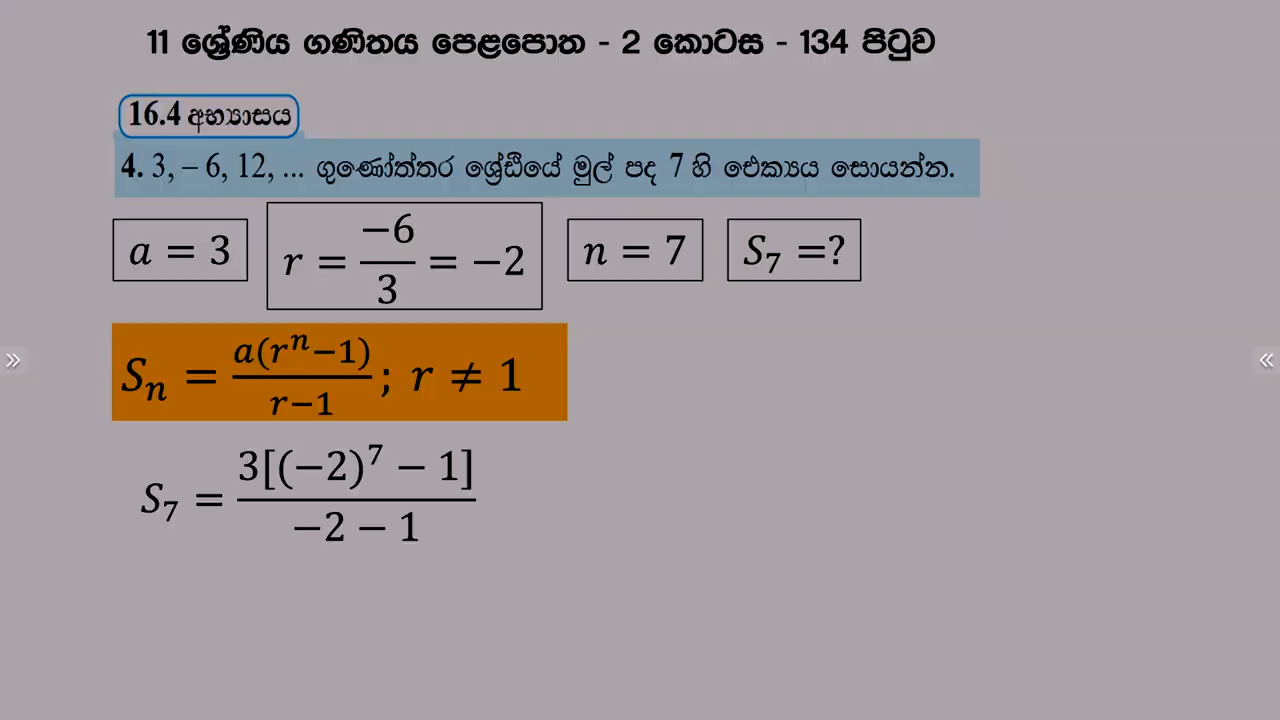 11 ශ්‍රේණිය ගණිතය පෙළපොත - 2 කොටස - 134 පිටුව
16.4 අභ්‍යාසය
4. 3, – 6, 12, ... ගුණෝත්තර ශ්‍රේඪියේ මුල් පද 7 හි ඓක්‍යය සොයන්න.
a = 3 r = −6/3 = −2 n = 7 S₇ =?
Sₙ = a(rⁿ−1)/r−1 ; r ≠ 1
S₇ = 3[(−2)⁷ − 1]/−2 − 1